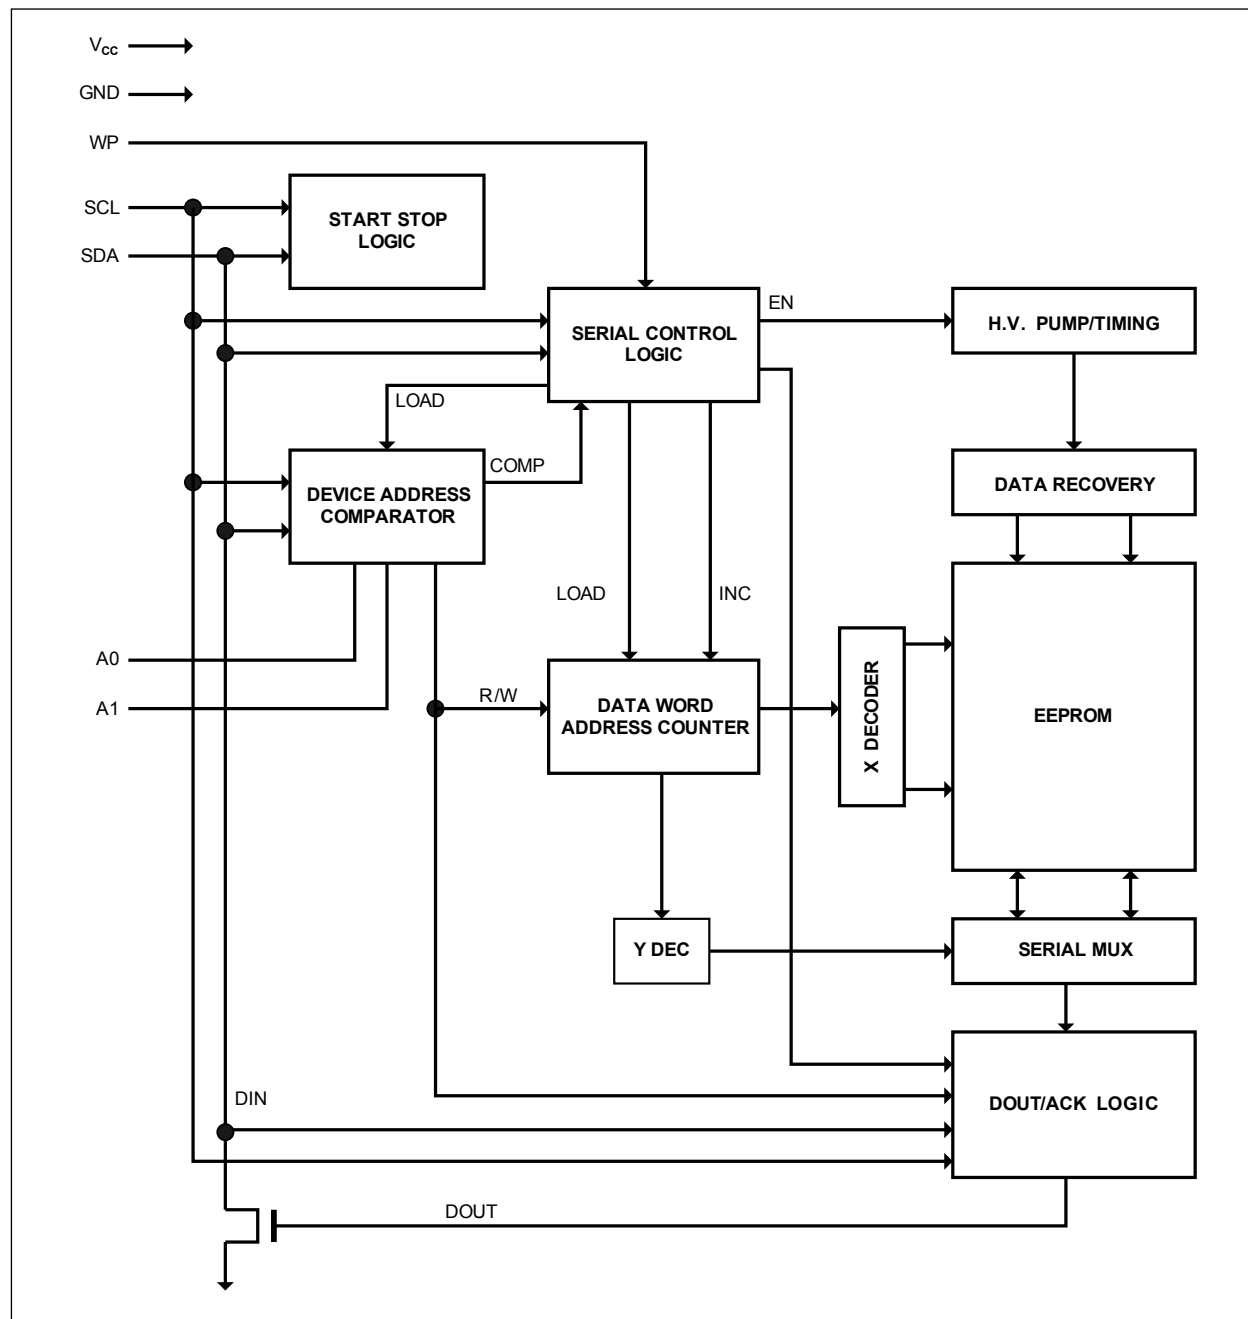 VCC
GND
WP
SCL
SDA
START STOP
LOGIC
SERIAL CONTROL
LOGIC
EN
H.V. PUMP/TIMING
LOAD
COMP
DEVICE ADDRESS
COMPARATOR
DATA RECOVERY
LOAD
INC
A0
A1
R/W
DATA WORD
ADDRESS COUNTER
X DECODER
EEPROM
Y DEC
SERIAL MUX
DIN
DOUT/ACK LOGIC
DOUT